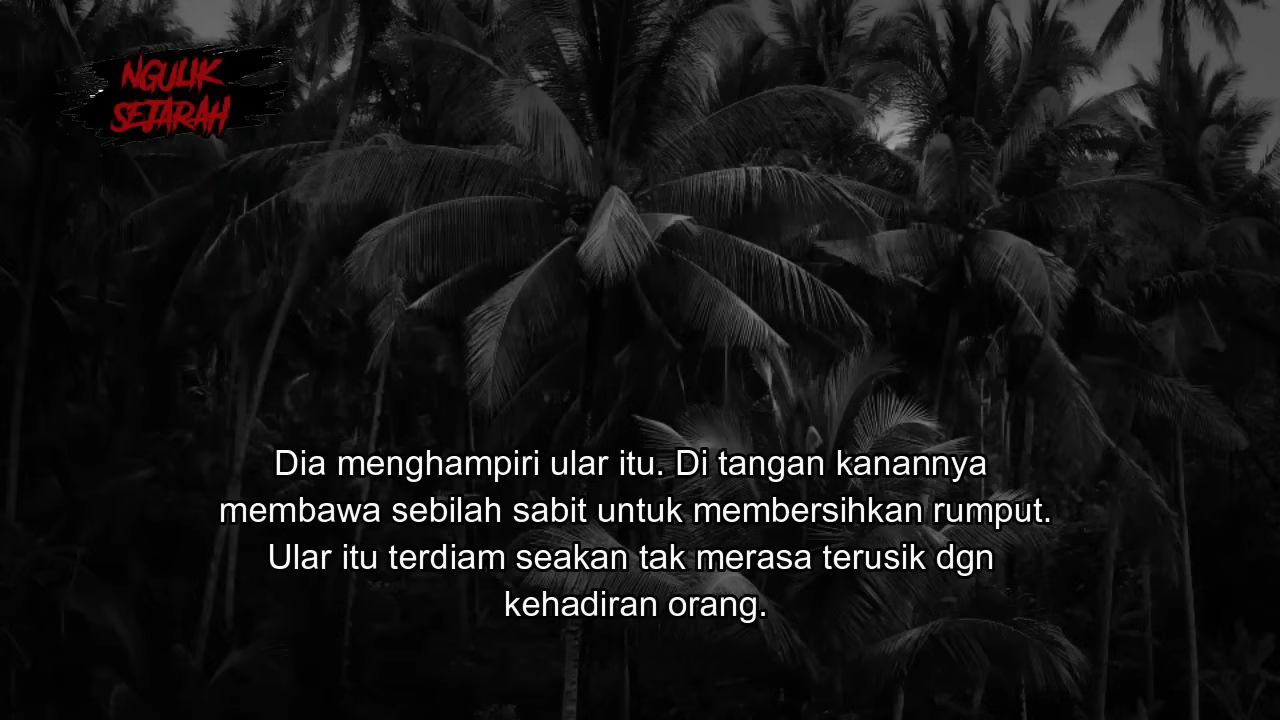 NGULIK
SEJARAH
Dia menghampiri ular itu. Di tangan kanannya
membawa sebilah sabit untuk membersihkan rumput.
Ular itu terdiam seakan tak merasa terusik dgn
kehadiran orang.